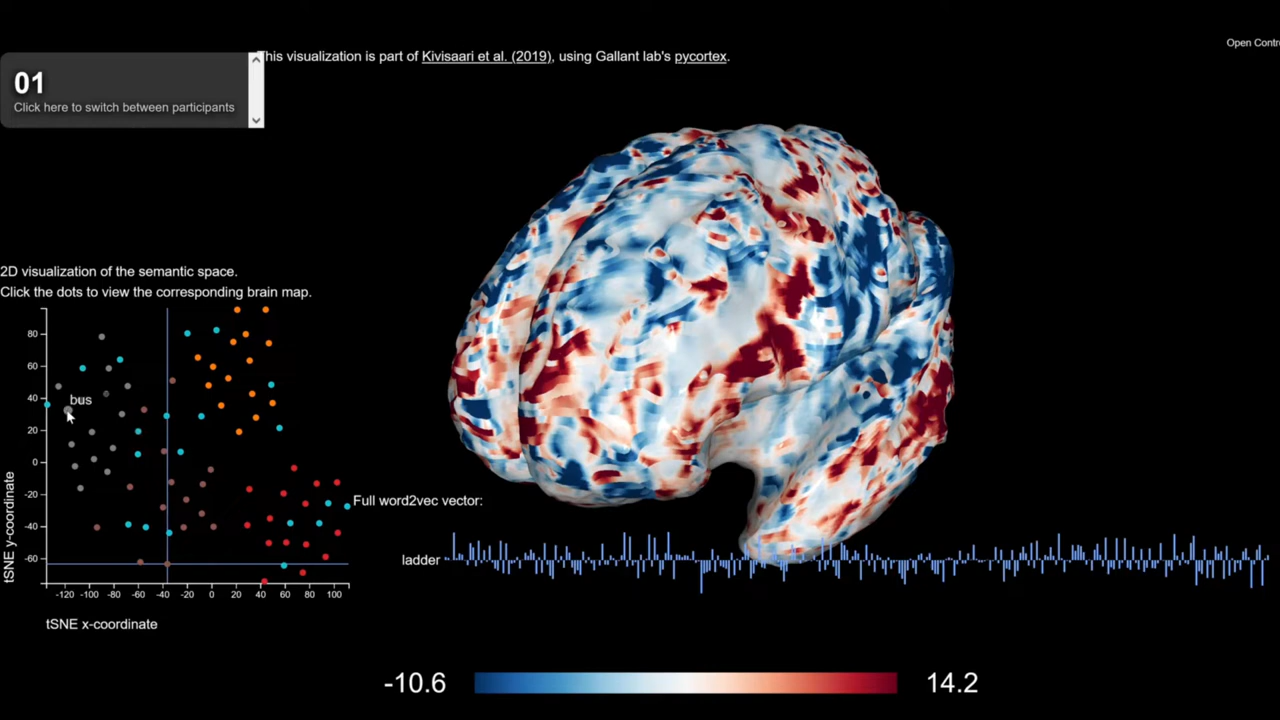 Open Contr
This visualization is part of Kivisaari et al. (2019), using Gallant lab's pycortex.
01
Click here to switch between participants
2D visualization of the semantic space.
Click the dots to view the corresponding brain map.
80
60
40
20
0
-20
-40
-60
bus
tSNE y-coordinate
-120 -100 -80 -60 -40 -20 0 20 40 60 80 100
tSNE x-coordinate
Full word2vec vector:
ladder
-10.6
14.2